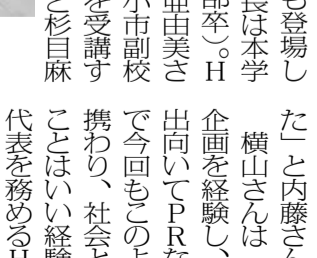 も登場し
長は本学
部卒)。H
亜由美さ
小市副校
を受講す
と杉目麻
た」と内藤さん
横山さんは
企画を経験し、
出向いてPRな
で今回もこのよ
携わり、社会と
ことはいい経験
代表を務めるH